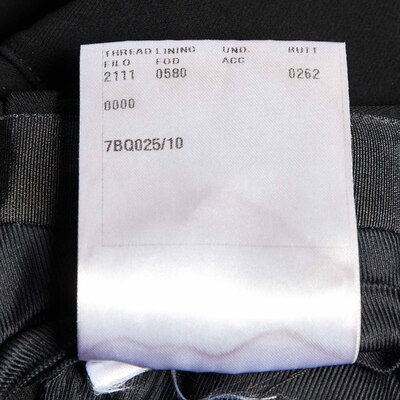 THREAD LINING UND. BUTT
FILO FOD ACC
2111 0580 0262
0000
7BQ025/10